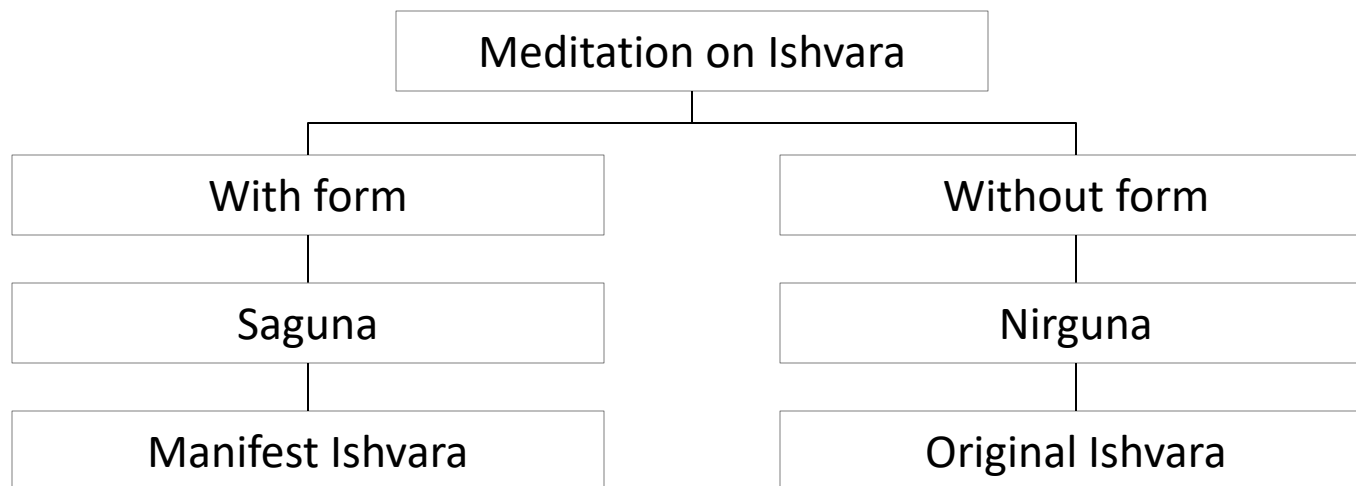 Meditation on Ishvara
With form
Without form
Saguna
Nirguna
Manifest Ishvara
Original Ishvara